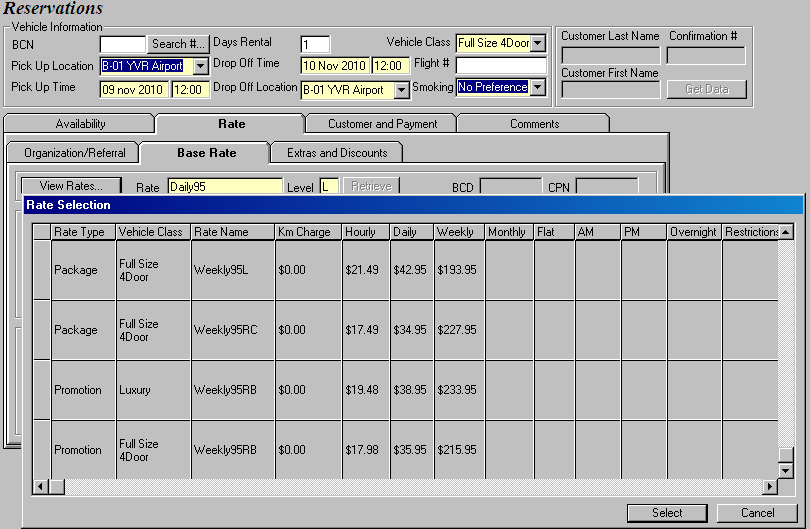 Reservations
Vehicle Information
BCN Search #... Days Rental 1 Vehicle Class Full Size 4Door Customer Last Name Confirmation #
Pick Up Location B-01 YVR Airport Drop Off Time 10 Nov 2010 12:00 Flight #
Customer First Name
Pick Up Time 09 nov 2010 12:00 Drop Off Location B-01 YVR Airport Smoking No Preference Get Data
Availability Rate Customer and Payment Comments
Organization/Referral Base Rate Extras and Discounts
View Rates... Rate Daily95 Level L Retrieve BCD CPN
Rate Selection
Rate Type Vehicle Class Rate Name Km Charge Hourly Daily Weekly Monthly Flat AM PM Overnight Restrictions
Package Full Size 4Door Weekly95L $0.00 $21.49 $42.95 $193.95
Package Full Size 4Door Weekly95RC $0.00 $17.49 $34.95 $227.95
Promotion Luxury Weekly95RB $0.00 $19.48 $38.95 $233.95
Promotion Full Size 4Door Weekly95RB $0.00 $17.98 $35.95 $215.95
Select Cancel